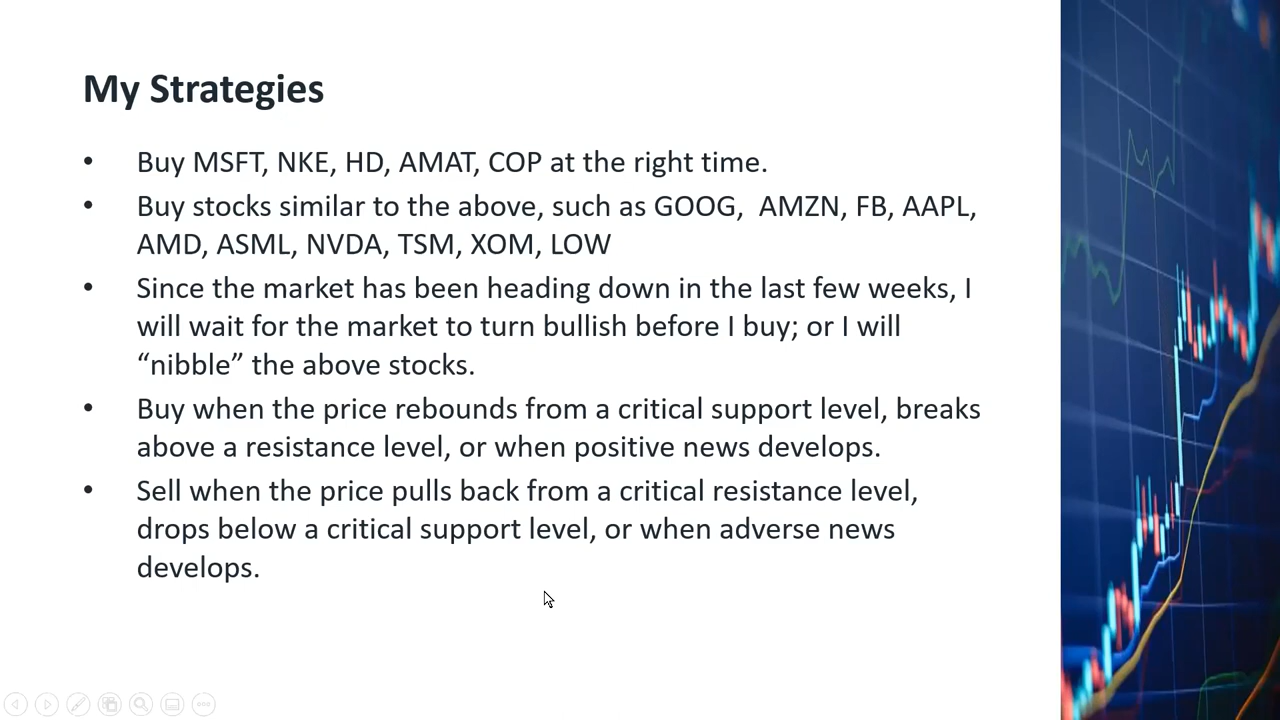 My Strategies
• Buy MSFT, NKE, HD, AMAT, COP at the right time.
• Buy stocks similar to the above, such as GOOG,  AMZN, FB, AAPL,
AMD, ASML, NVDA, TSM, XOM, LOW
• Since the market has been heading down in the last few weeks, I
will wait for the market to turn bullish before I buy; or I will
“nibble” the above stocks.
• Buy when the price rebounds from a critical support level, breaks
above a resistance level, or when positive news develops.
• Sell when the price pulls back from a critical resistance level,
drops below a critical support level, or when adverse news
develops.